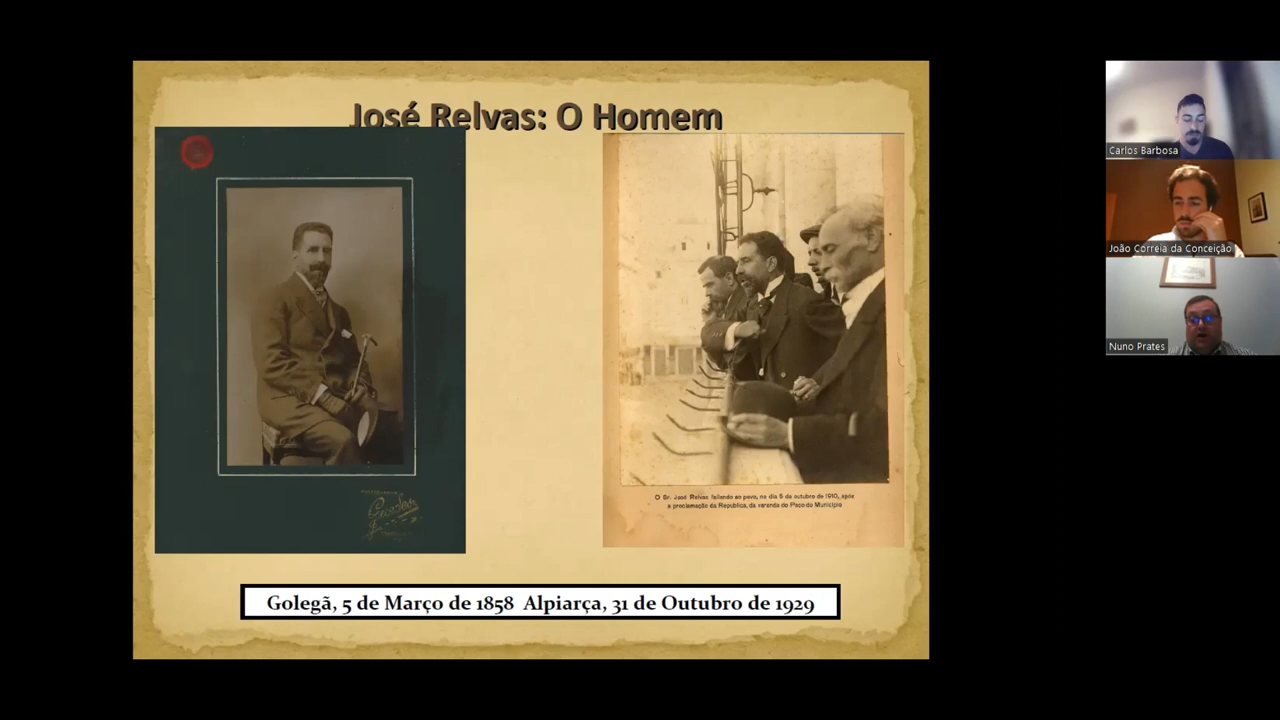 José Relvas: O Homem
O Sr. José Relvas fallando ao povo, no dia 5 de outubro de 1910, após
a proclamação da Republica, da varanda do Paço do Municipio
Golegã, 5 de Março de 1858 Alpiarça, 31 de Outubro de 1929
Carlos Barbosa
João Correia da Conceição
Nuno Prates